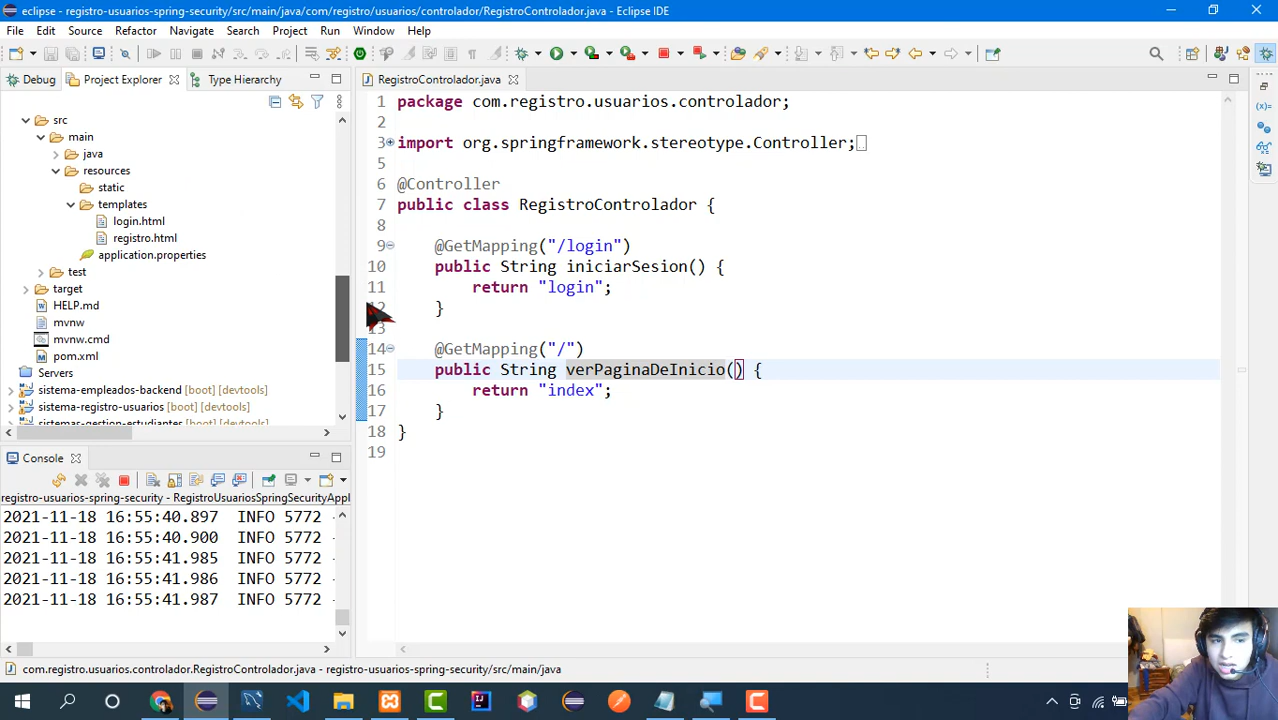 eclipse - registro-usuarios-spring-security/src/main/java/com/registro/usuarios/controlador/RegistroControlador.java - Eclipse IDE
File Edit Source Refactor Navigate Search Project Run Window Help
Debug Project Explorer Type Hierarchy
RegistroControlador.java
src
main
java
resources
static
templates
login.html
registro.html
application.properties
test
target
HELP.md
mvnw
mvnw.cmd
pom.xml
Servers
sistema-empleados-backend [boot] [devtools]
sistema-registro-usuarios [boot] [devtools]
sistemas-gestion-estudiantes [boot] [devtools]
1 package com.registro.usuarios.controlador;
2
3 import org.springframework.stereotype.Controller;
5
6 @Controller
7 public class RegistroControlador {
8
9 @GetMapping("/login")
10 public String iniciarSesion() {
11 return "login";
12 }
13
14 @GetMapping("/")
15 public String verPaginaDeInicio() {
16 return "index";
17 }
18 }
19
Console
registro-usuarios-spring-security - RegistroUsuariosSpringSecurityAppl
2021-11-18 16:55:40.897 INFO 5772 -
2021-11-18 16:55:40.900 INFO 5772 -
2021-11-18 16:55:41.985 INFO 5772 -
2021-11-18 16:55:41.986 INFO 5772 -
2021-11-18 16:55:41.987 INFO 5772 -
com.registro.usuarios.controlador.RegistroControlador.java - registro-usuarios-spring-security/src/main/java